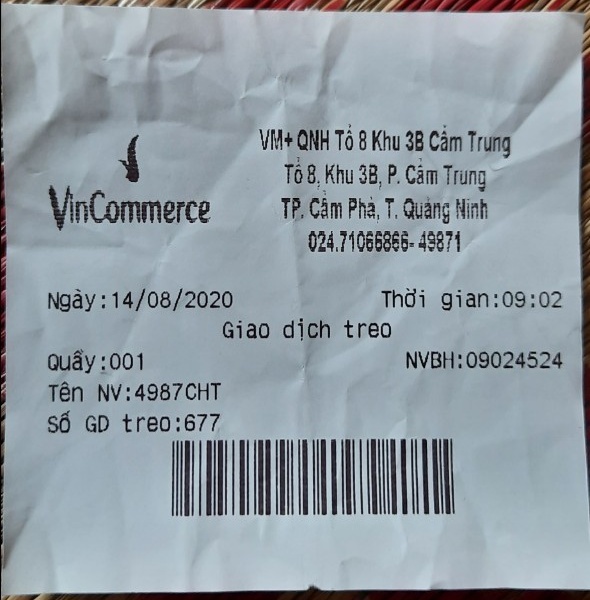 VinCommerce
VM+ QNH Tổ 8 Khu 3B Cẩm Trung
Tổ 8, Khu 3B, P. Cẩm Trung
TP. Cẩm Phả, T. Quảng Ninh
024.71066866-49871
Ngày:14/08/2020 Thời gian:09:02
Giao dịch treo
Quầy:001 NVBH:09024524
Tên NV:4987CHT
Số GD treo:677